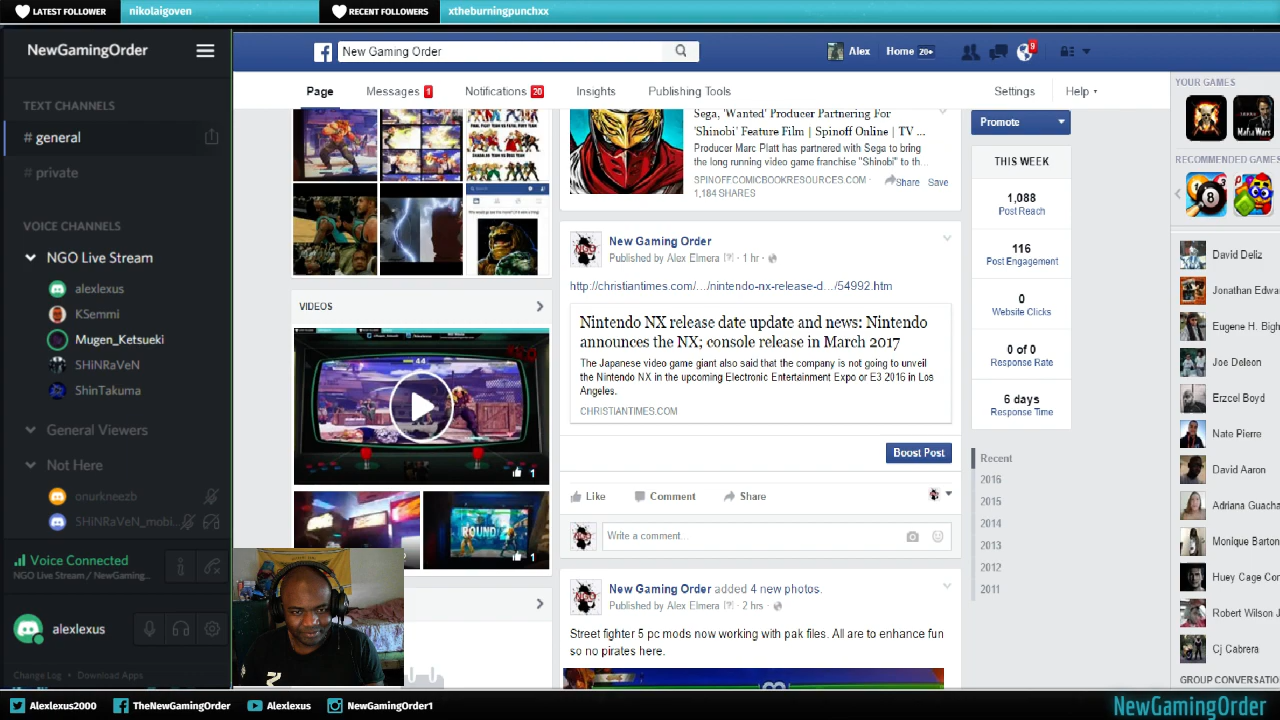 LATEST FOLLOWER
nikolaigoven
RECENT FOLLOWERS
xtheburningpunchxx
NewGamingOrder
TEXT CHANNELS
# general
# private
VOICE CHANNELS
NGO Live Stream
alexlexus
KSemmi
Mugen_Ketsueki
SHiNRaVeN
ShinTakuma
General Viewers
Not Here
onurkneezb
SHiNRaVeN_mobi...
Voice Connected
NGO Live Stream / NewGaming...
alexlexus
Change Log
Download Apps
New Gaming Order
Alex
Home 20+
9
Page
Messages 1
Notifications 20
Insights
Publishing Tools
Settings
Help
VIDEOS
1
1
Sega, 'Wanted' Producer Partnering For
'Shinobi' Feature Film | Spinoff Online | TV ...
Producer Marc Platt has partnered with Sega to bring
the long running video game franchise "Shinobi" to th...
SPINOFFCOMICBOOKRESOURCES.COM
1,184 SHARES
Share Save
New Gaming Order
Published by Alex Elmera [?] · 1 hr ·
http://christiantimes.com/.../nintendo-nx-release-d.../54992.htm
Nintendo NX release date update and news: Nintendo
announces the NX; console release in March 2017
The Japanese video game giant also said that the company is not going to unveil
the Nintendo NX in the upcoming Electronic Entertainment Expo or E3 2016 in Los
Angeles.
CHRISTIANTIMES.COM
Boost Post
Like
Comment
Share
Write a comment...
New Gaming Order added 4 new photos.
Published by Alex Elmera [?] · 2 hrs ·
Street fighter 5 pc mods now working with pak files. All are to enhance fun
so no pirates here.
Promote
THIS WEEK
1,088
Post Reach
116
Post Engagement
0
Website Clicks
0 of 0
Response Rate
6 days
Response Time
Recent
2016
2015
2014
2013
2012
2011
YOUR GAMES
RECOMMENDED GAMES
David Deliz
Jonathan Edwar
Eugene H. Bigh
Joe Deleon
Erzcel Boyd
Nate Pierre
David Aaron
Adriana Guacha
Monique Barton
Huey Cage Cor
Robert Wilson J
Cj Cabrera
GROUP CONVERSATIO
Alexlexus2000
TheNewGamingOrder
Alexlexus
NewGamingOrder1
NewGamingOrder